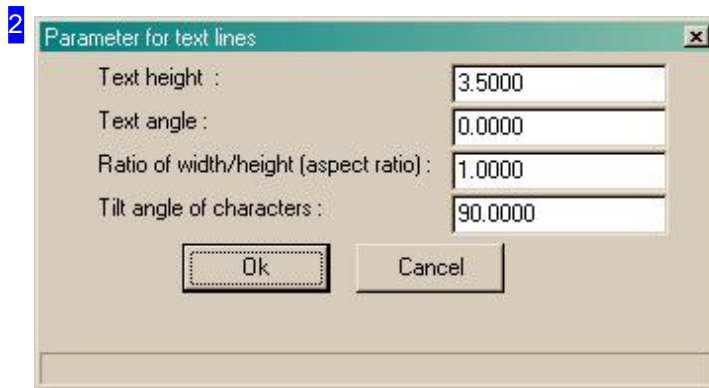 2
Parameter for text lines
Text height : 3.5000
Text angle : 0.0000
Ratio of width/height (aspect ratio) : 1.0000
Tilt angle of characters : 90.0000
Ok Cancel